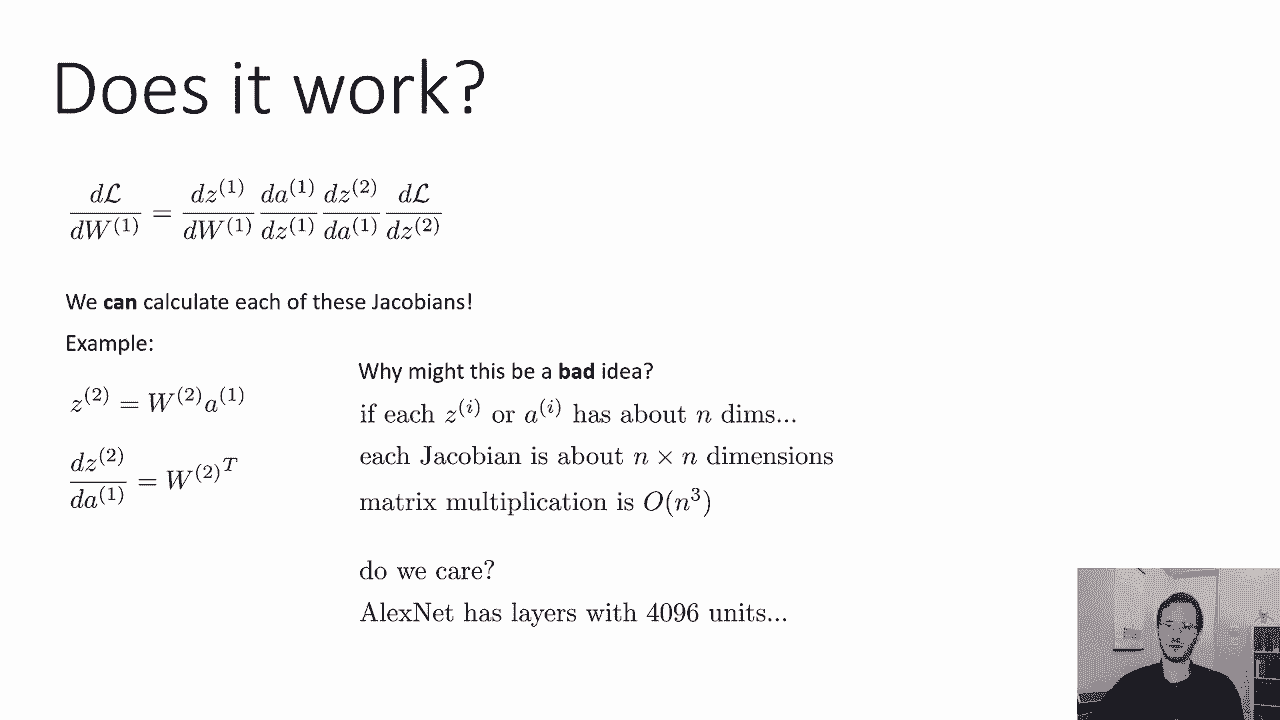 Does it work?
\frac{d\mathcal{L}}{dW^{(1)}} = \frac{dz^{(1)}}{dW^{(1)}} \frac{da^{(1)}}{dz^{(1)}} \frac{dz^{(2)}}{da^{(1)}} \frac{d\mathcal{L}}{dz^{(2)}}
We can calculate each of these Jacobians!
Example:
z^{(2)} = W^{(2)}a^{(1)}
\frac{dz^{(2)}}{da^{(1)}} = W^{(2)^T}
Why might this be a bad idea?
if each z^{(i)} or a^{(i)} has about n dims...
each Jacobian is about n × n dimensions
matrix multiplication is O(n^3)
do we care?
AlexNet has layers with 4096 units...